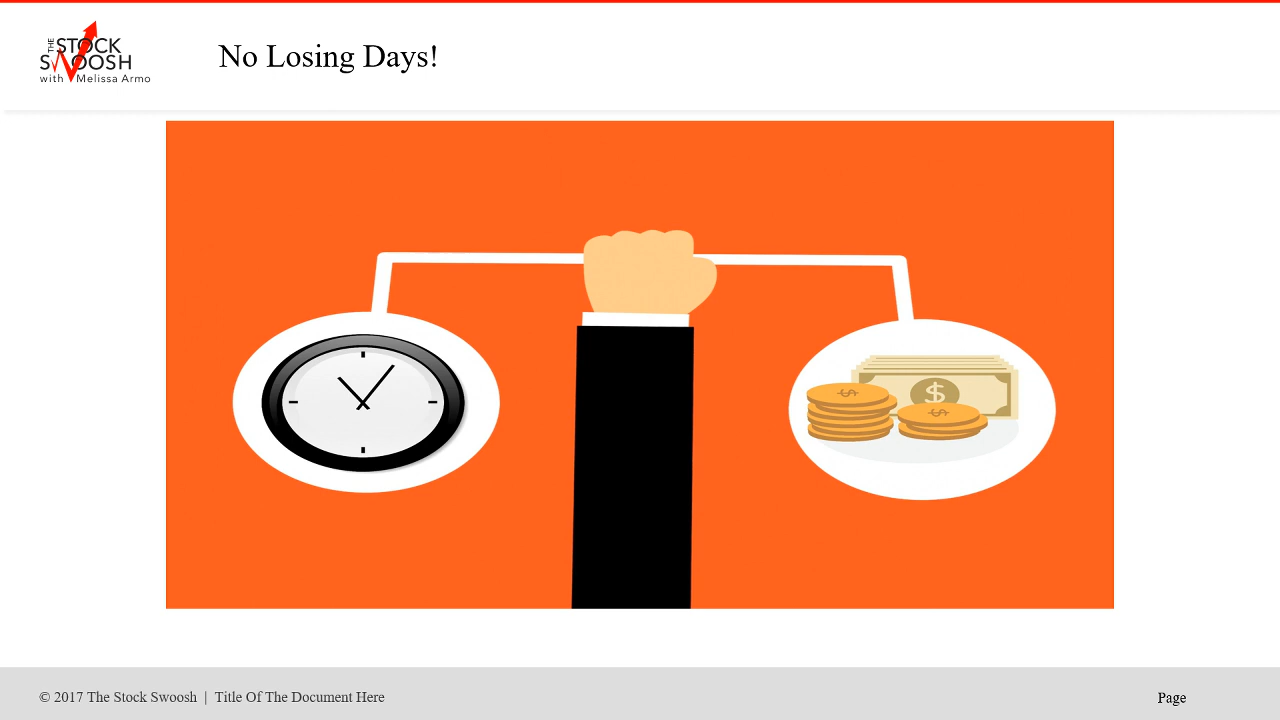 THE
STOCK
SWOOSH
with Melissa Armo
No Losing Days!
$
$
$
© 2017 The Stock Swoosh | Title Of The Document Here
Page